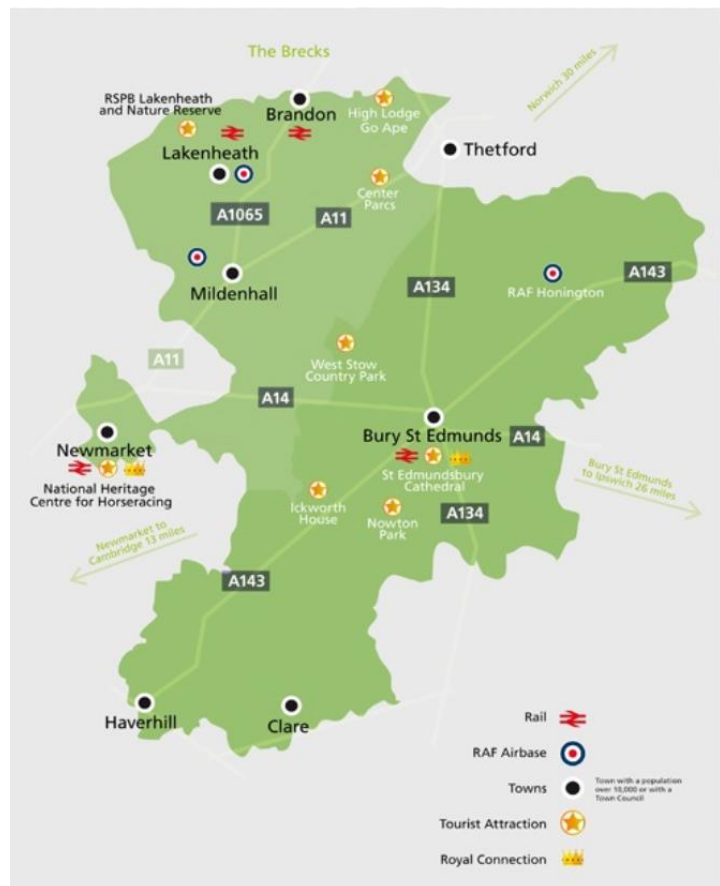 The Brecks
Norwich 30 miles
RSPB Lakenheath
and Nature Reserve
Brandon
High Lodge
Go Ape
Lakenheath
Thetford
Center
Parcs
A1065
A11
Mildenhall
A134
RAF Honington
A143
West Stow
Country Park
A11
A14
Newmarket
National Heritage
Centre for Horseracing
Bury St Edmunds
A14
St Edmundsbury
Cathedral
Bury St Edmunds
to Ipswich 26 miles
Ickworth
House
Nowton
Park
A134
Newmarket to
Cambridge 13 miles
A143
Haverhill
Clare
Rail
RAF Airbase
Towns
Town with a population
over 10,000 or with a
Town Council
Tourist Attraction
Royal Connection